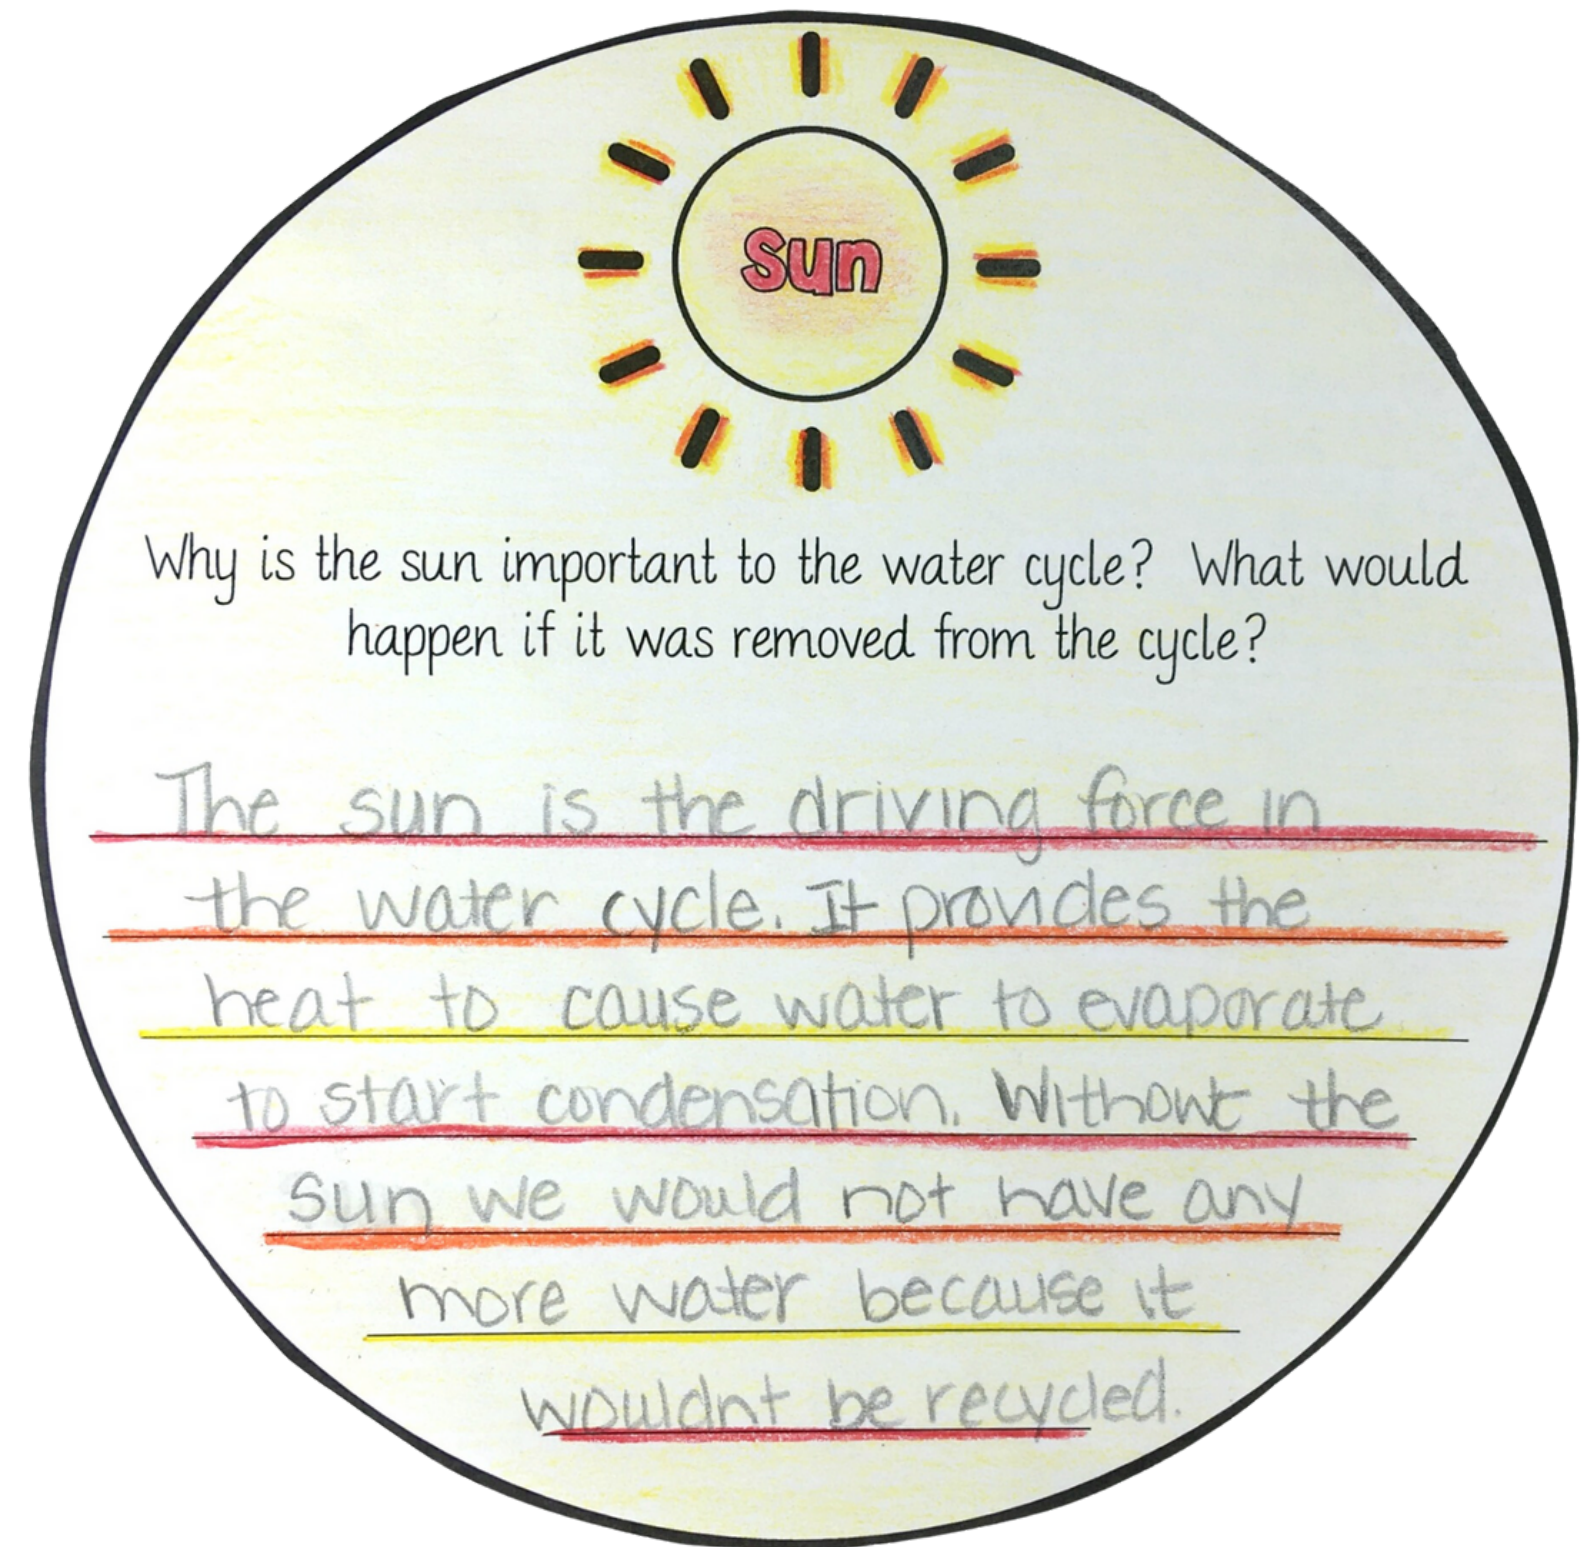 sun
Why is the sun important to the water cycle? What would
happen if it was removed from the cycle?
The sun is the driving force in
the water cycle. It provides the
heat to cause water to evaporate
to start condensation. Without the
sun we would not have any
more water because it
wouldnt be recycled.